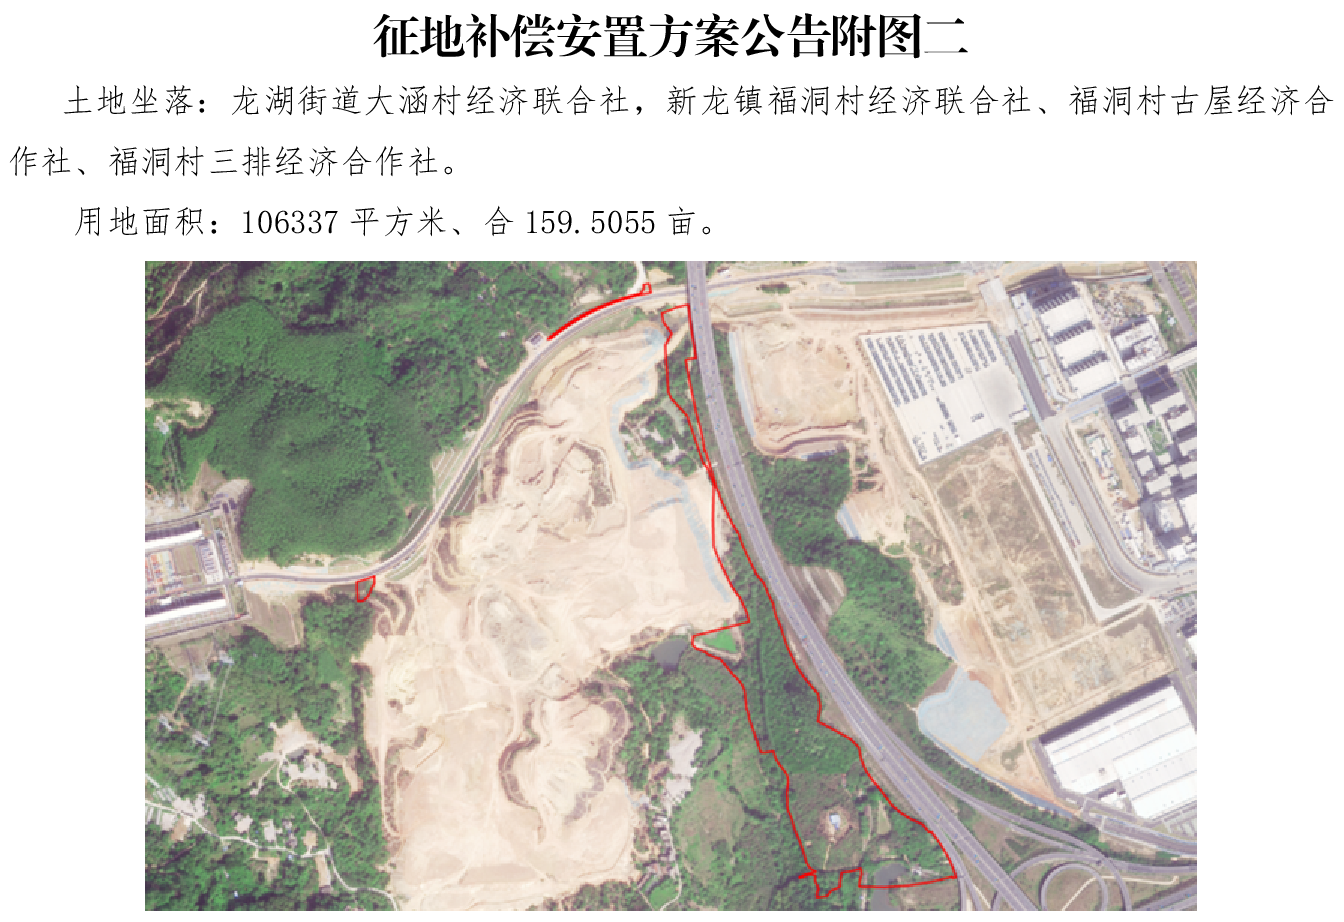 征地补偿安置方案公告附图二
土地坐落：龙湖街道大涵村经济联合社，新龙镇福洞村经济联合社、福洞村古屋经济合
作社、福洞村三排经济合作社。
用地面积：106337 平方米、合 159.5055 亩。